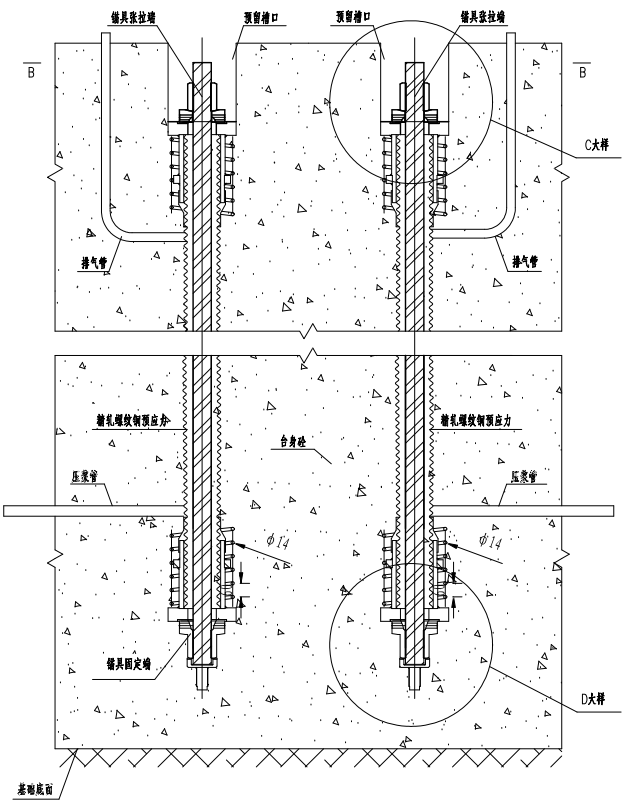 锚具张拉端 预留槽口 预留槽口 锚具张拉端
B B
C大样
排气管 排气管
精轧螺纹钢预应力 精轧螺纹钢预应力
台身砼
压浆管 压浆管
ϕ14 ϕ14
锚具固定端
D大样
基础底面